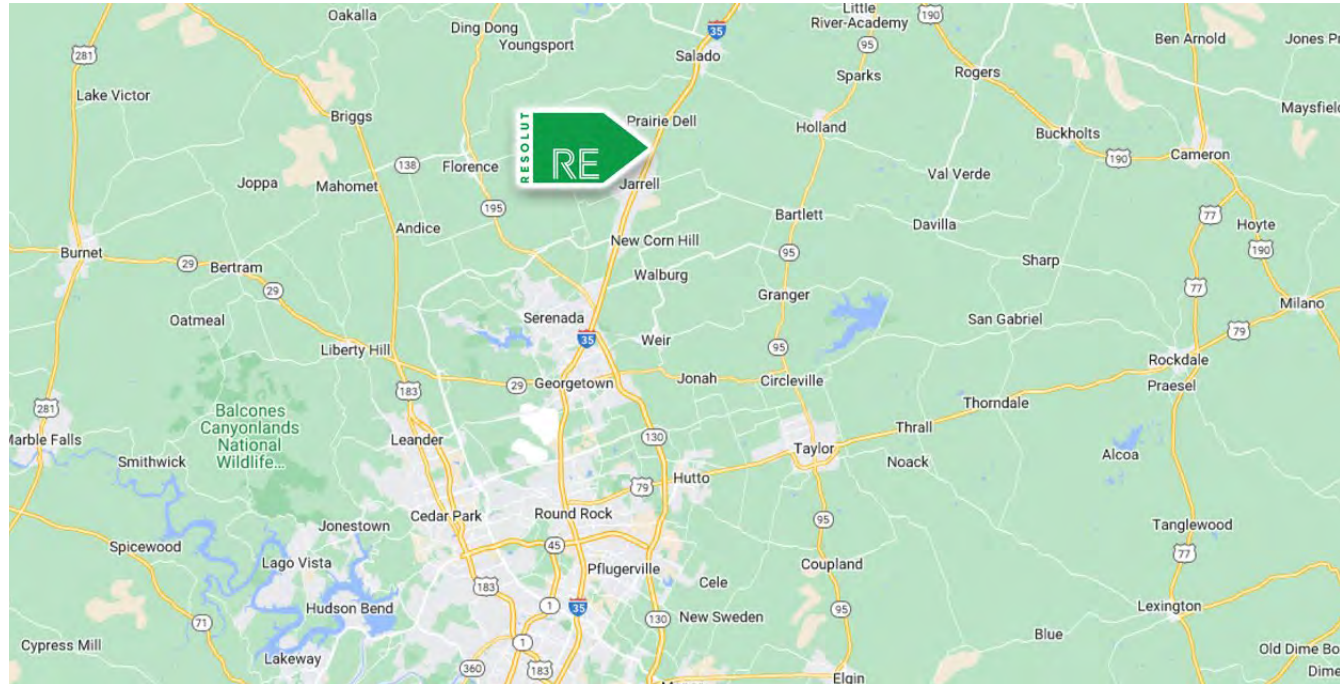 Oakalla
Ding Dong
35
Little
River-Academy
190
Ben Arnold
Jones Pr
281
Youngsport
Salado
95
Lake Victor
Sparks
Rogers
Maysfield
Briggs
Prairie Dell
Holland
Buckholts
RESOLUT
RE
190
Cameron
138
Florence
Joppa
Mahomet
Jarrell
Val Verde
195
Andice
Bartlett
Davilla
77
Hoyte
New Corn Hill
Burnet
29
Bertram
95
190
Walburg
Sharp
29
Granger
77
Milano
Oatmeal
Serenada
35
Weir
San Gabriel
79
Liberty Hill
95
Rockdale
29
Georgetown
Jonah
Circleville
Praesel
183
281
Thorndale
Balcones
Canyonlands
National
Wildlife...
Marble Falls
Leander
130
Thrall
Taylor
Smithwick
Noack
Alcoa
79
Hutto
Jonestown
Cedar Park
Round Rock
95
Tanglewood
Spicewood
45
77
Lago Vista
Pflugerville
Coupland
183
Cele
Hudson Bend
1
35
New Sweden
130
95
Lexington
71
Blue
Cypress Mill
1
Old Dime Bo
Lakeway
360
183
Elgin
Dime